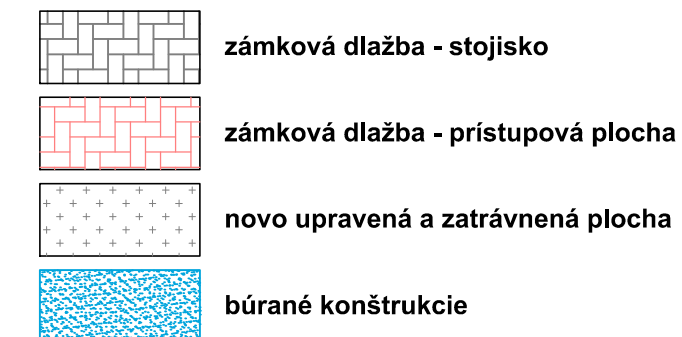 zámková dlažba - stojisko
zámková dlažba - prístupová plocha
novo upravená a zatrávnená plocha
búrané konštrukcie